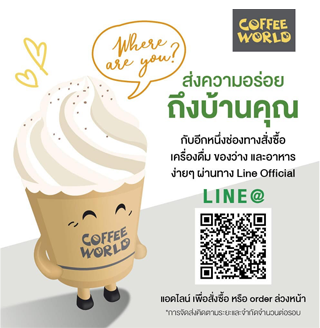 COFFEE
WORLD
Where
are you?
ส่งความอร่อย
ถึงบ้านคุณ
กับอีกหนึ่งช่องทางสั่งซื้อ
เครื่องดื่ม ของว่าง และอาหาร
ง่ายๆ ผ่านทาง Line Official
LINE@
COFFEE
WORLD
แอดไลน์ เพื่อสั่งซื้อ หรือ order ล่วงหน้า
*การจัดส่งคิดตามระยะและจำกัดจำนวนต่อรอบ